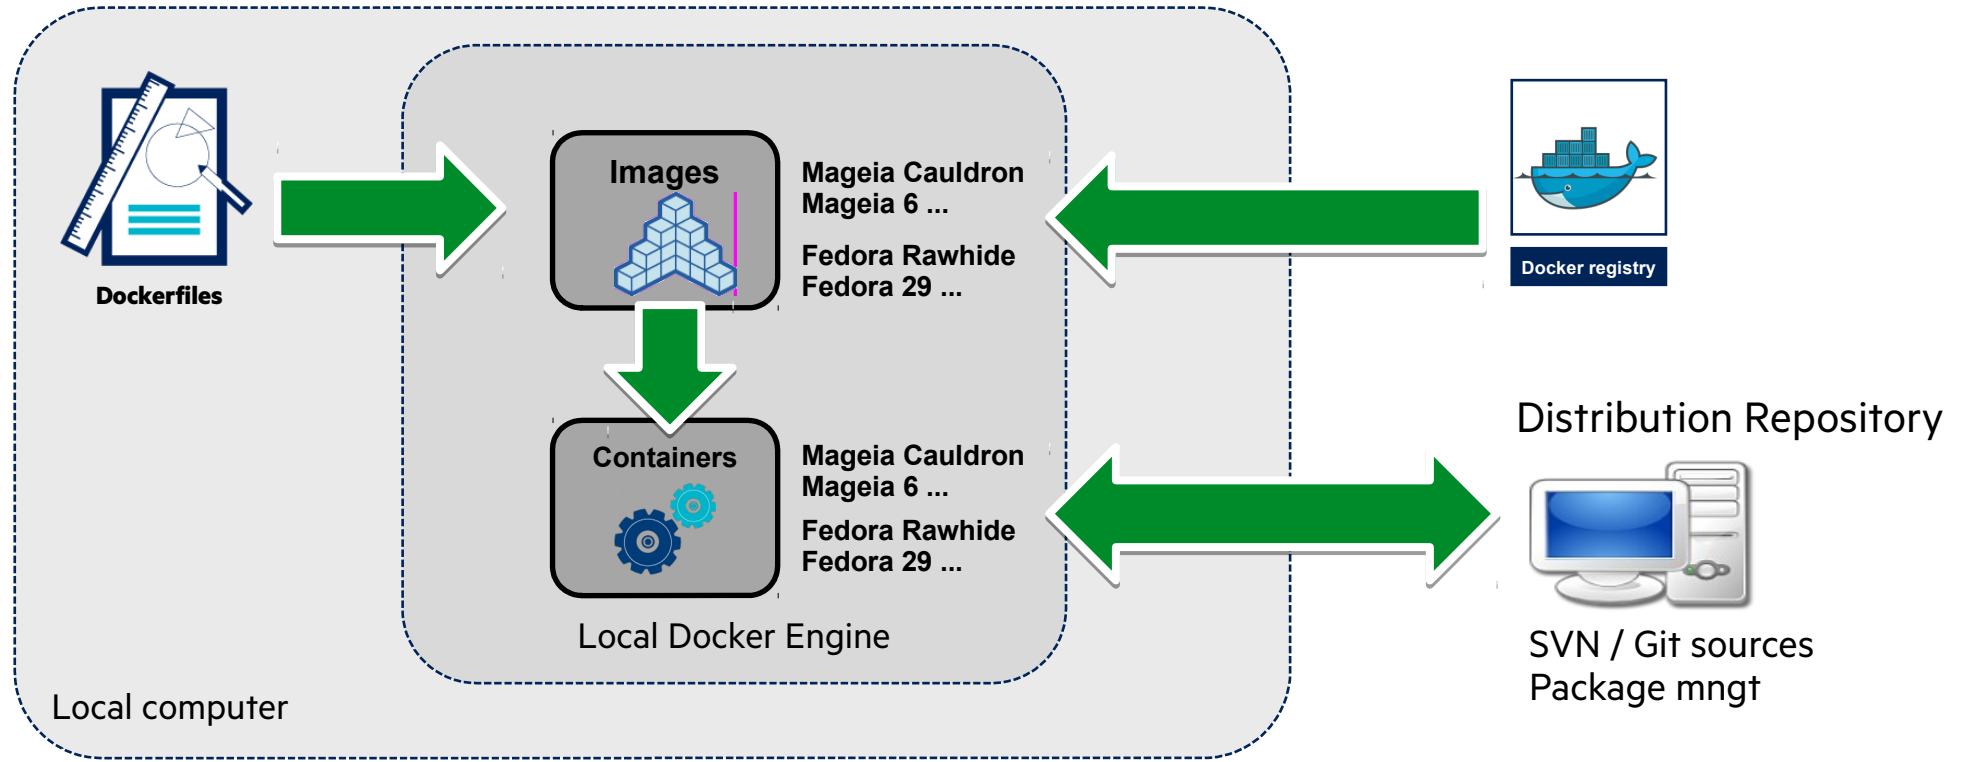 Dockerfiles
Images
Mageia Cauldron
Mageia 6 ...
Fedora Rawhide
Fedora 29 ...
Docker registry
Containers
Mageia Cauldron
Mageia 6 ...
Fedora Rawhide
Fedora 29 ...
Distribution Repository
SVN / Git sources
Package mngt
Local Docker Engine
Local computer